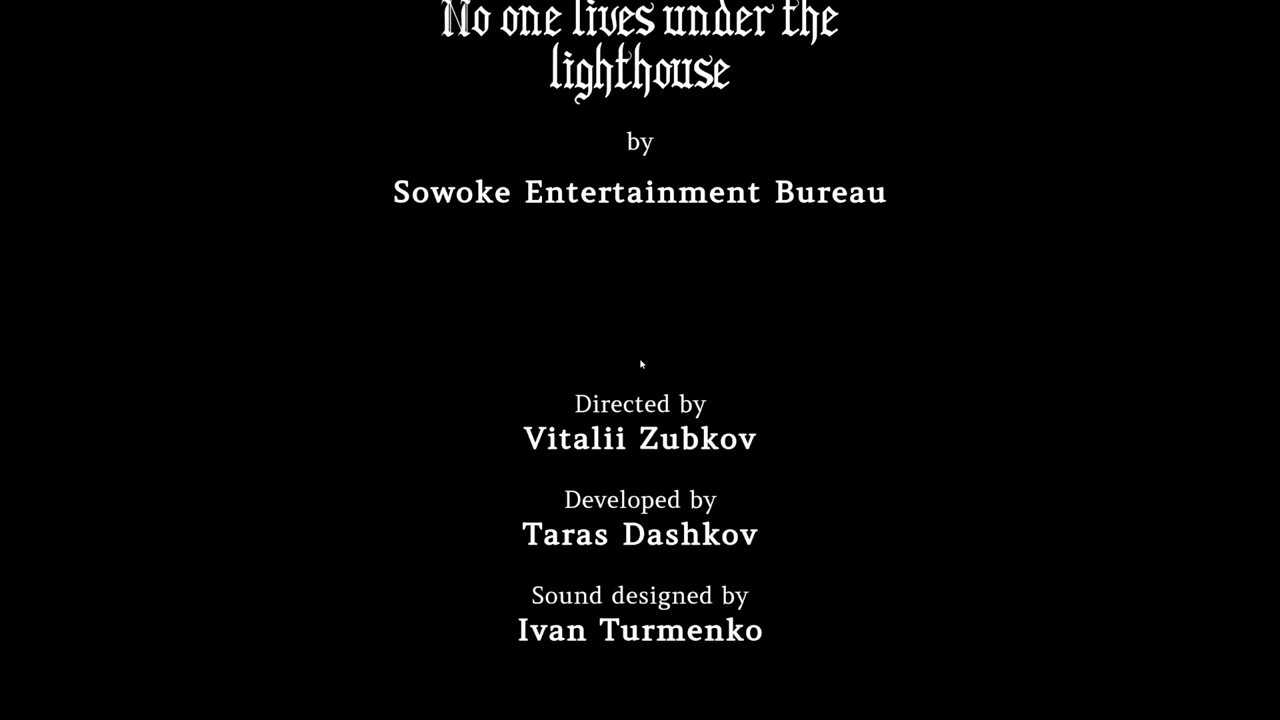 No one lives under the
lighthouse
by
Sowoke Entertainment Bureau
Directed by
Vitalii Zubkov
Developed by
Taras Dashkov
Sound designed by
Ivan Turmenko